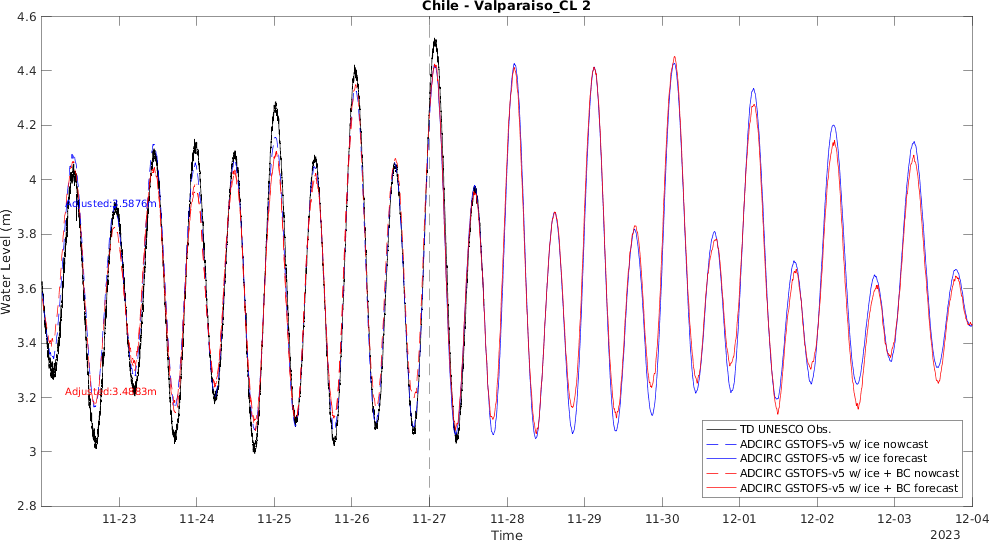 Chile - Valparaiso_CL 2
4.6
4.4
4.2
4
3.8
3.6
3.4
3.2
3
2.8
Water Level (m)
Adjusted:3.5876m
Adjusted:3.4883m
TD UNESCO Obs.
ADCIRC GSTOFS-v5 w/ ice nowcast
ADCIRC GSTOFS-v5 w/ ice forecast
ADCIRC GSTOFS-v5 w/ ice + BC nowcast
ADCIRC GSTOFS-v5 w/ ice + BC forecast
11-23 11-24 11-25 11-26 11-27 11-28 11-29 11-30 12-01 12-02 12-03 12-04
Time
2023